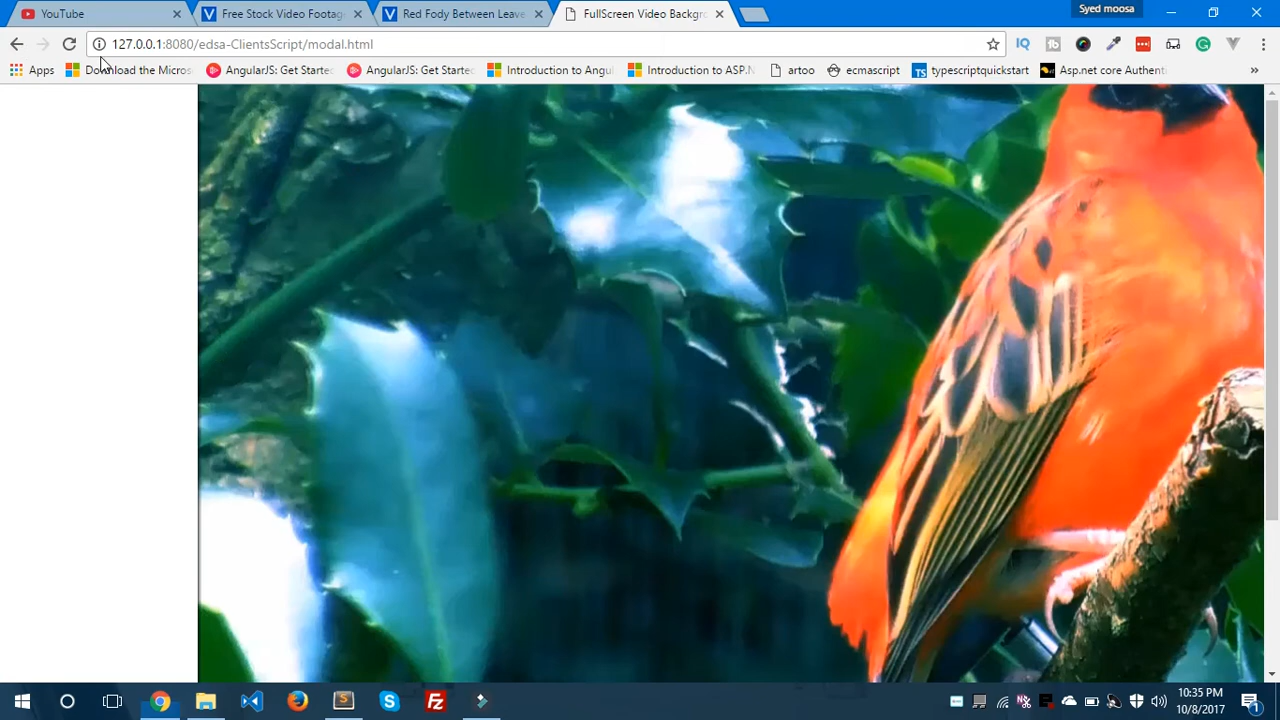 Syed moosa
YouTube
Free Stock Video Footag
Red Fody Between Leave
FullScreen Video Backgro
127.0.0.1:8080/edsa-ClientsScript/modal.html
Apps
Download the Micros
AngularJS: Get Starte
AngularJS: Get Starte
Introduction to Angu
Introduction to ASP.N
artoo
ecmascript
TS typescriptquickstart
Asp.net core Authent
10:35 PM
10/8/2017